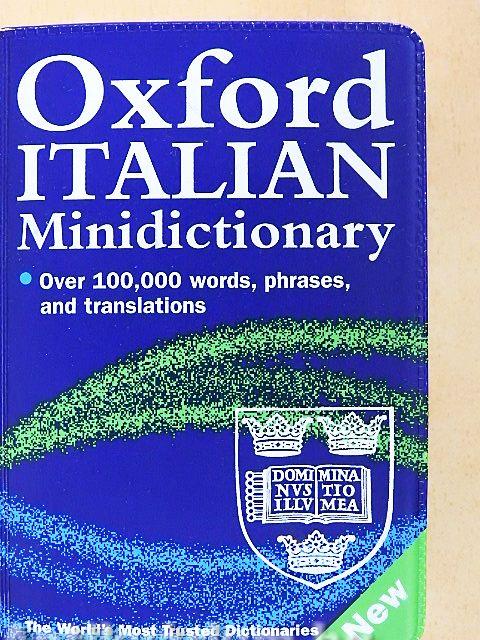 Oxford
ITALIAN
Minidictionary
Over 100,000 words, phrases,
and translations
DOMI MINA
NVS TIO
ILLV MEA
New
The World's Most Trusted Dictionaries